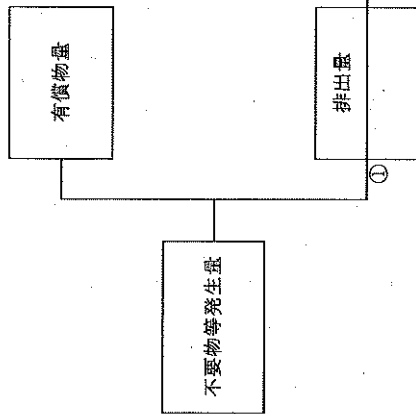 有償物量
不要物等発生量
排出量
①